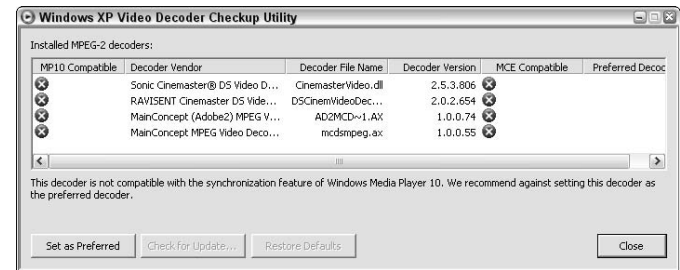 Windows XP Video Decoder Checkup Utility
Installed MPEG-2 decoders:
MP10 Compatible Decoder Vendor Decoder File Name Decoder Version MCE Compatible Preferred Decod
Sonic Cinemaster® DS Video D... CinemasterVideo.dll 2.5.3.806
RAVISENT Cinemaster DS Vide... DSCinemVideoDec... 2.0.2.654
MainConcept (Adobe2) MPEG V... AD2MCD~1.AX 1.0.0.74
MainConcept MPEG Video Deco... mcdsmpeg.ax 1.0.0.55
This decoder is not compatible with the synchronization feature of Windows Media Player 10. We recommend against setting this decoder as
the preferred decoder.
Set as Preferred Check for Update... Restore Defaults Close